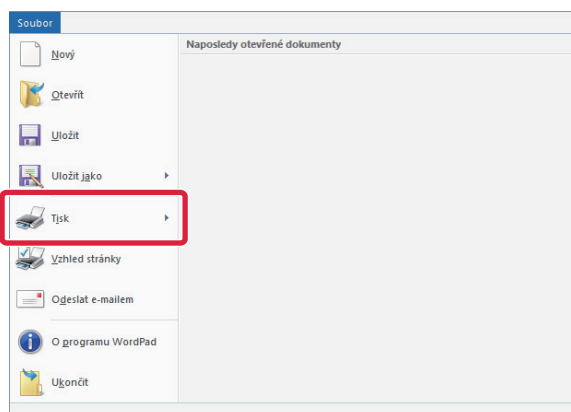 Soubor
Naposledy otevřené dokumenty
Nový
Otevřít
Uložit
Uložit jako
Tisk
Vzhled stránky
Odeslat e-mailem
O programu WordPad
Ukončit